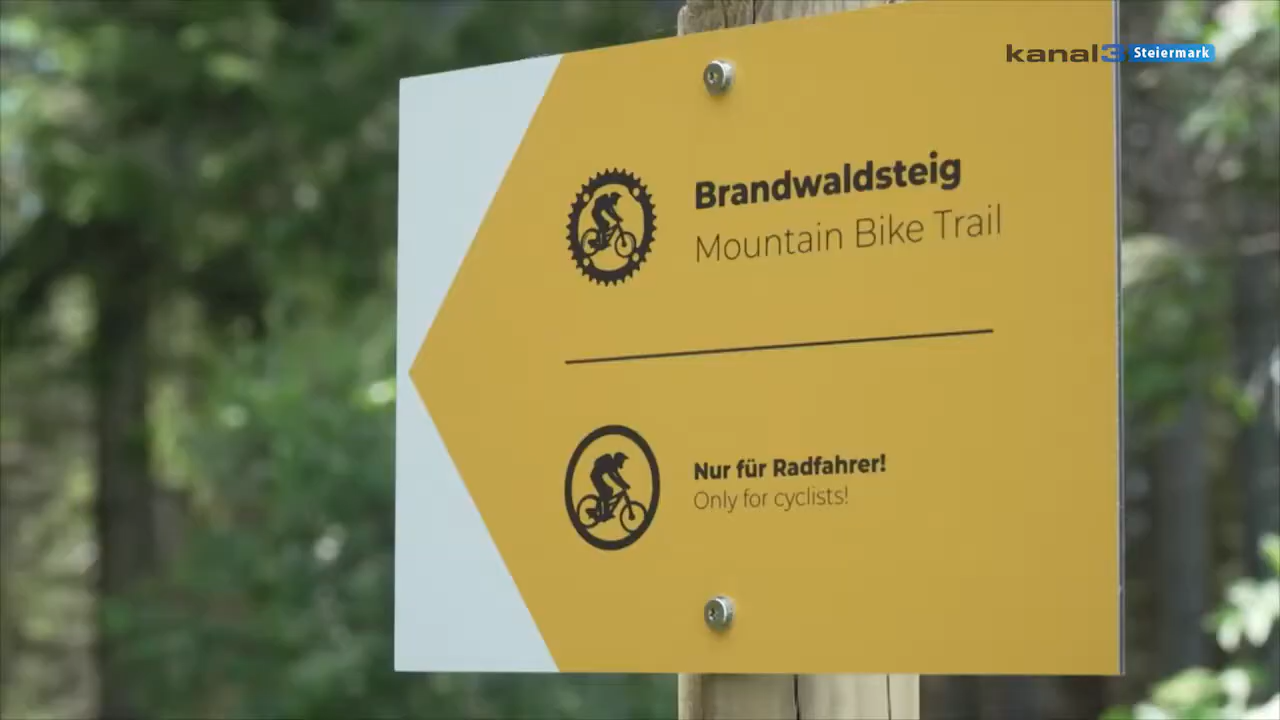 kanal3 Steiermark
Brandwaldsteig
Mountain Bike Trail
Nur für Radfahrer!
Only for cyclists!